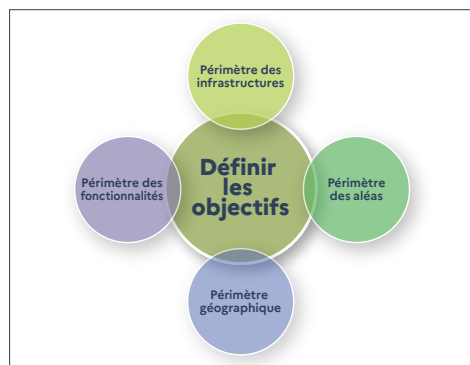 Périmètre des
infrastructures
Périmètre des
fonctionnalités
Définir
les
objectifs
Périmètre
des aléas
Périmètre
géographique